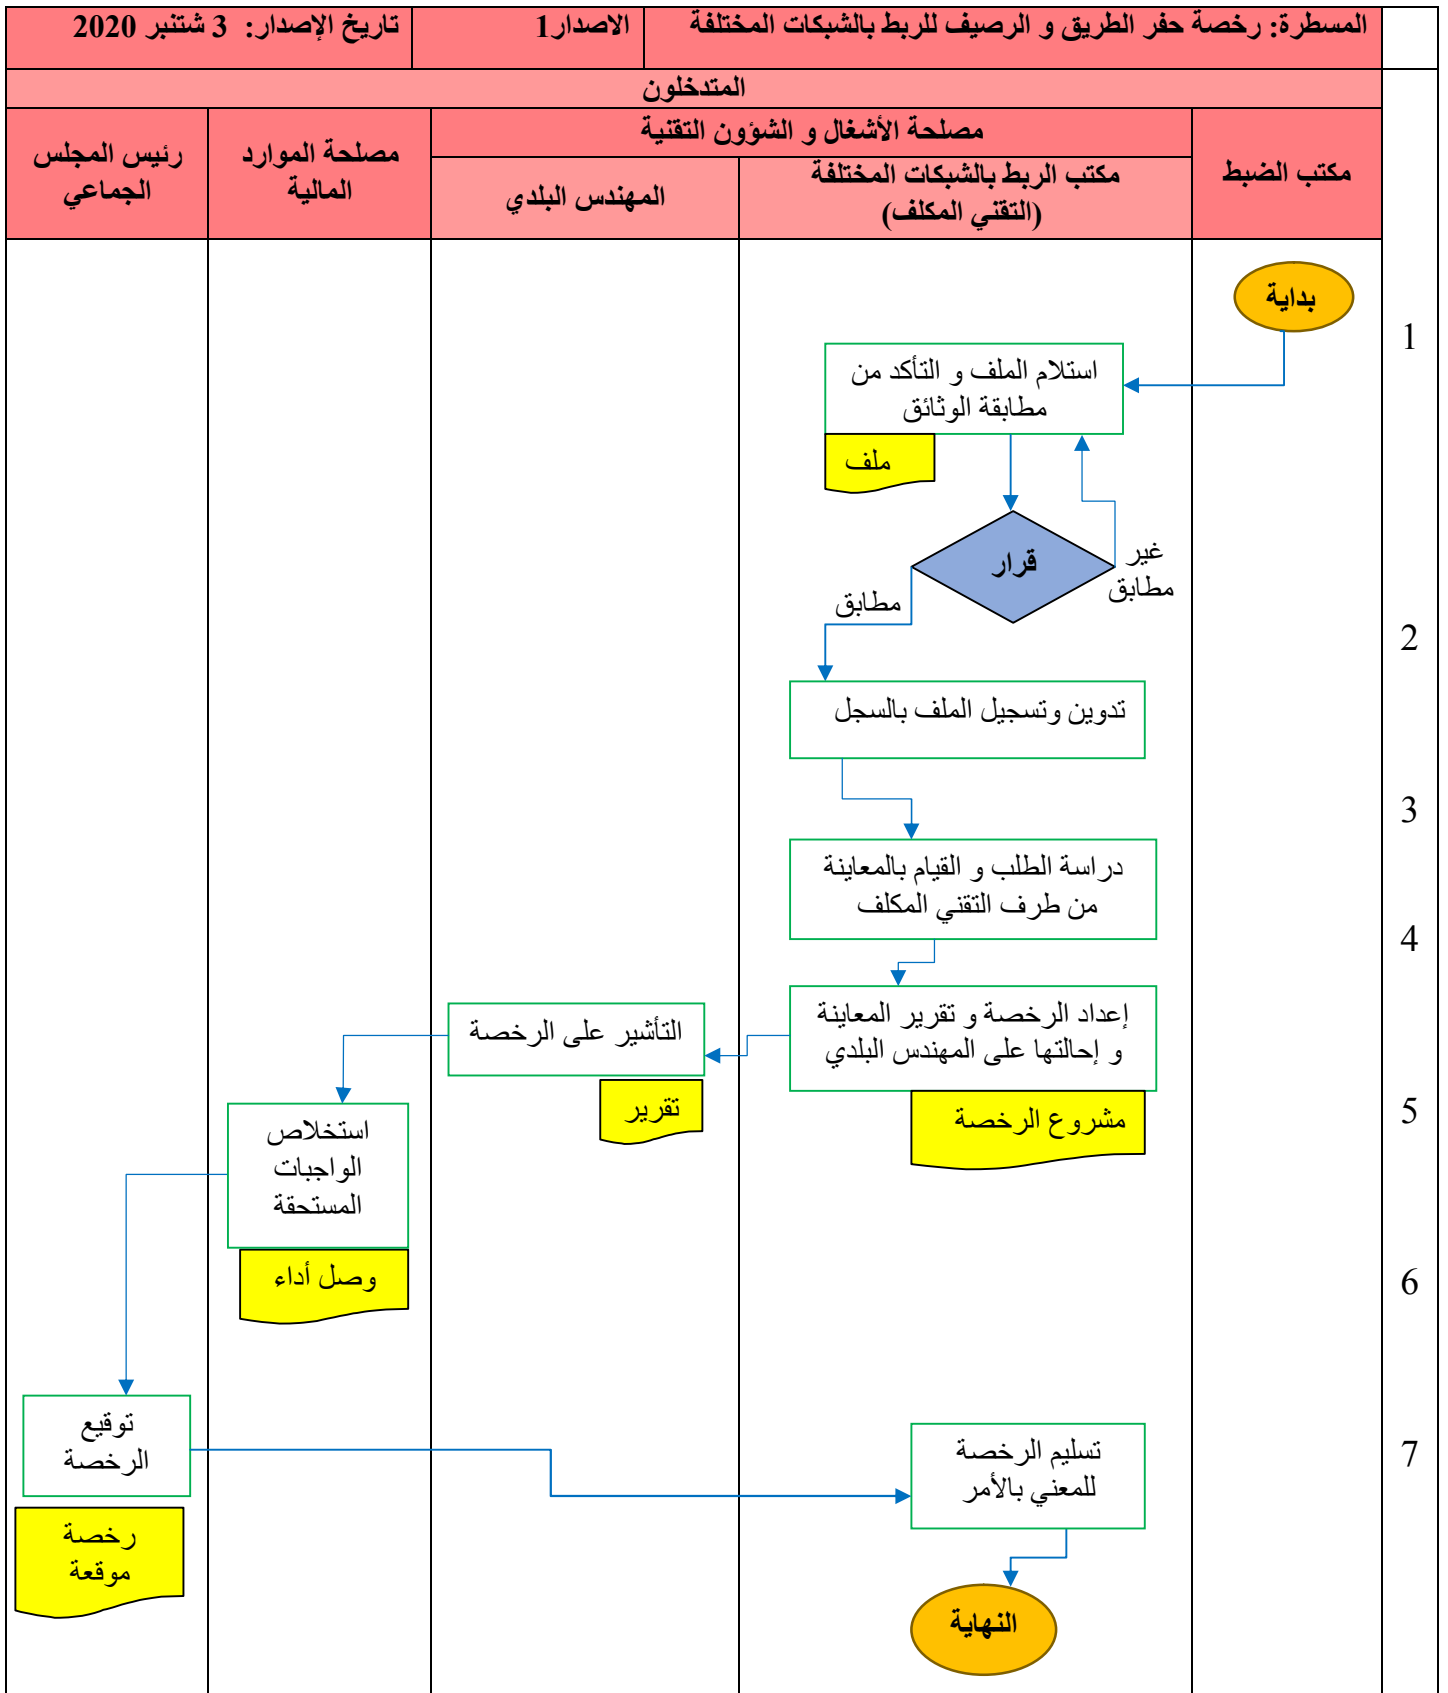 المسطرة: رخصة حفر الطريق و الرصيف للربط بالشبكات المختلفة
الاصدار1
تاريخ الإصدار: 3 شتنبر 2020
المتدخلون
مكتب الضبط
مصلحة الأشغال و الشؤون التقنية
مكتب الربط بالشبكات المختلفة
(التقني المكلف)
المهندس البلدي
مصلحة الموارد
المالية
رئيس المجلس
الجماعي
بداية
1
استلام الملف و التأكد من
مطابقة الوثائق
ملف
قرار
غير
مطابق
مطابق
2
تدوين وتسجيل الملف بالسجل
3
دراسة الطلب و القيام بالمعاينة
من طرف التقني المكلف
4
إعداد الرخصة و تقرير المعاينة
و إحالتها على المهندس البلدي
مشروع الرخصة
التأشير على الرخصة
تقرير
5
استخلاص
الواجبات
المستحقة
وصل أداء
6
توقيع
الرخصة
رخصة
موقعة
7
تسليم الرخصة
للمعني بالأمر
النهاية